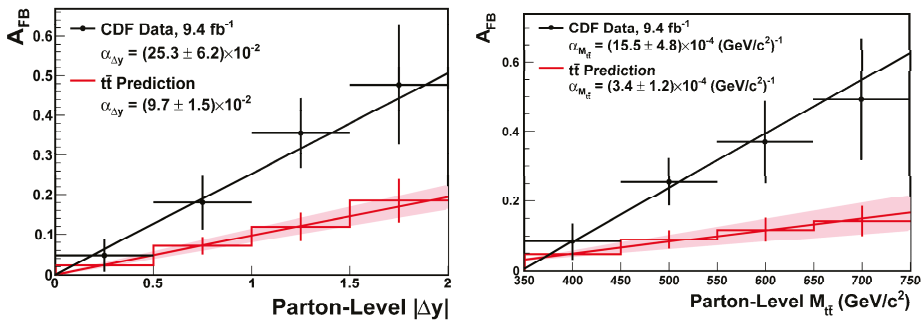 A_FB
CDF Data, 9.4 fb⁻¹
α_Δy = (25.3 ± 6.2)×10⁻²
tt̄ Prediction
α_Δy = (9.7 ± 1.5)×10⁻²
0.6
0.5
0.4
0.3
0.2
0.1
0
0 0.5 1 1.5 2
Parton-Level |Δy|
A_FB
CDF Data, 9.4 fb⁻¹
α_M_tt̄ = (15.5 ± 4.8)×10⁻⁴ (GeV/c²)⁻¹
tt̄ Prediction
α_M_tt̄ = (3.4 ± 1.2)×10⁻⁴ (GeV/c²)⁻¹
0.6
0.4
0.2
0
350 400 450 500 550 600 650 700 750
Parton-Level M_tt̄ (GeV/c²)